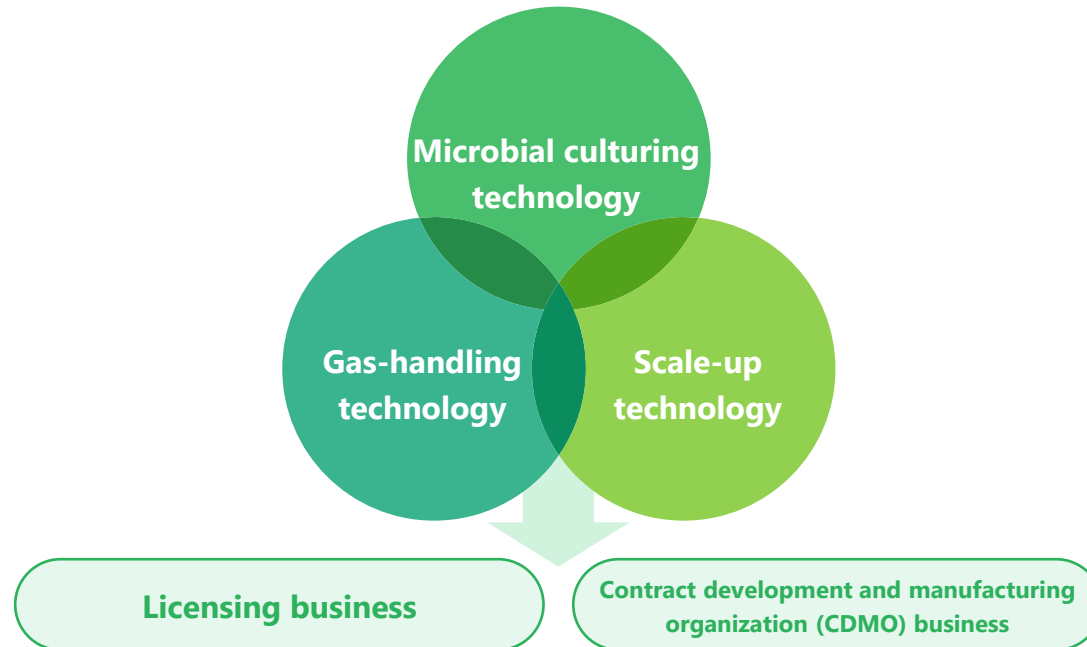 Microbial culturing
technology
Gas-handling
technology
Scale-up
technology
Licensing business
Contract development and manufacturing
organization (CDMO) business